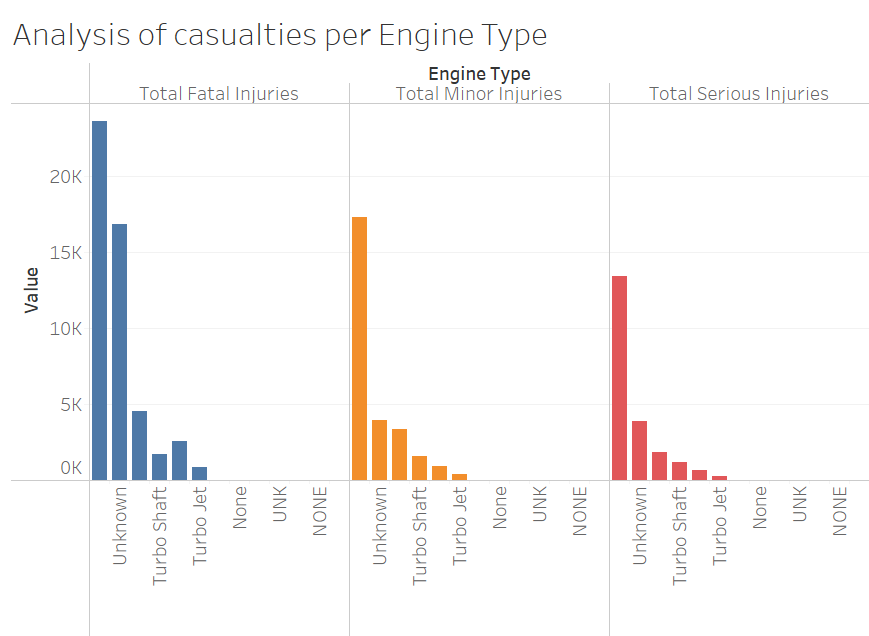 Analysis of casualties per Engine Type
Engine Type
Total Fatal Injuries
Total Minor Injuries
Total Serious Injuries
Value
20K
15K
10K
5K
0K
Unknown
Turbo Shaft
Turbo Jet
None
UNK
NONE
Unknown
Turbo Shaft
Turbo Jet
None
UNK
NONE
Unknown
Turbo Shaft
Turbo Jet
None
UNK
NONE